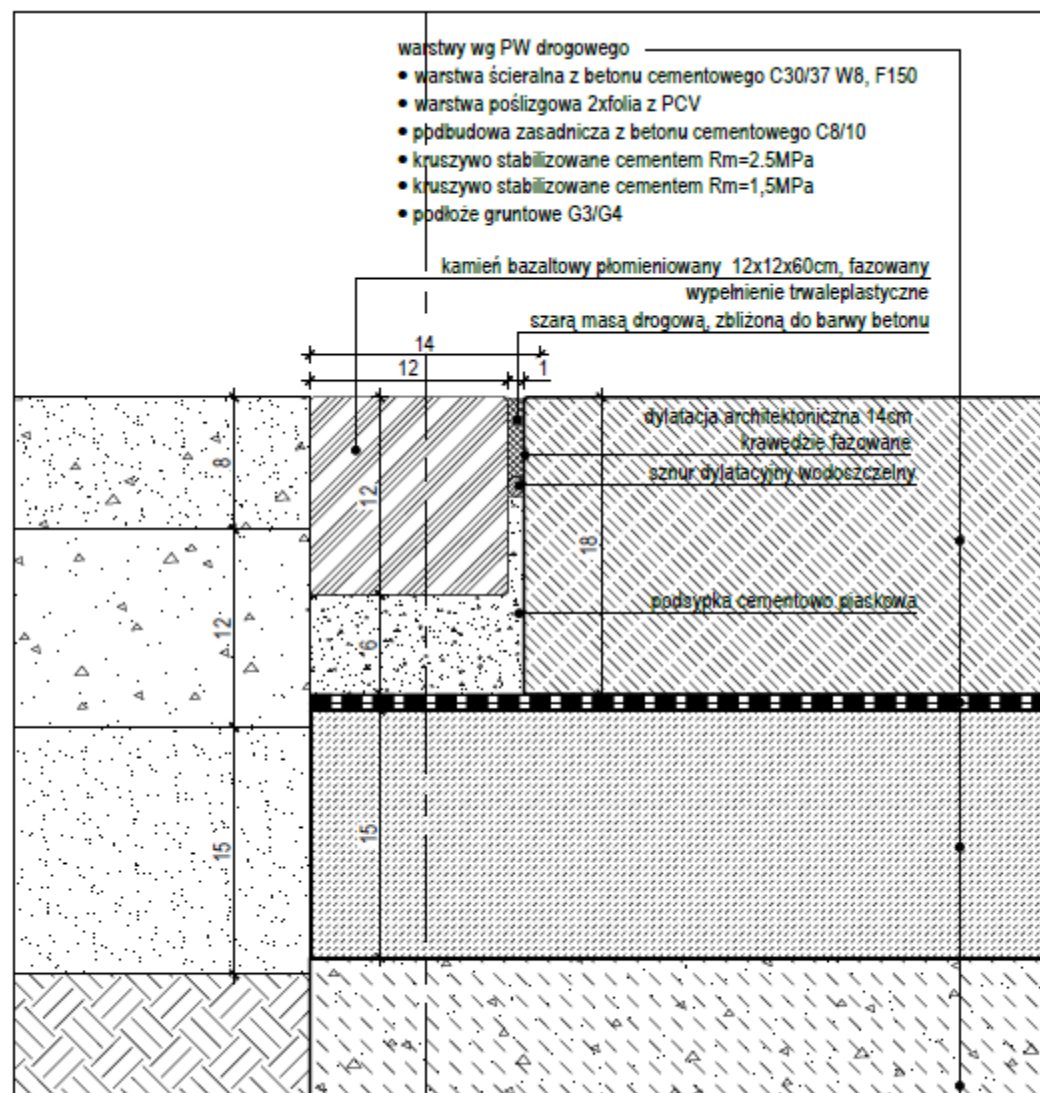 warstwy wg PW drogowego
• warstwa ścieralna z betonu cementowego C30/37 W8, F150
• warstwa poślizgowa 2xfolia z PCV
• podbudowa zasadnicza z betonu cementowego C8/10
• kruszywo stabilizowane cementem Rm=2.5MPa
• kruszywo stabilizowane cementem Rm=1,5MPa
• podłoże gruntowe G3/G4
kamień bazaltowy płomieniowany 12x12x60cm, fazowany
wypełnienie trwaleplastyczne
szarą masą drogową, zbliżoną do barwy betonu
14
12
1
dylatacja architektoniczna 14cm
krawędzie fazowane
sznur dylatacyjny wodoszczelny
8
12
18
podsypka cementowo piaskowa
12
6
15
15